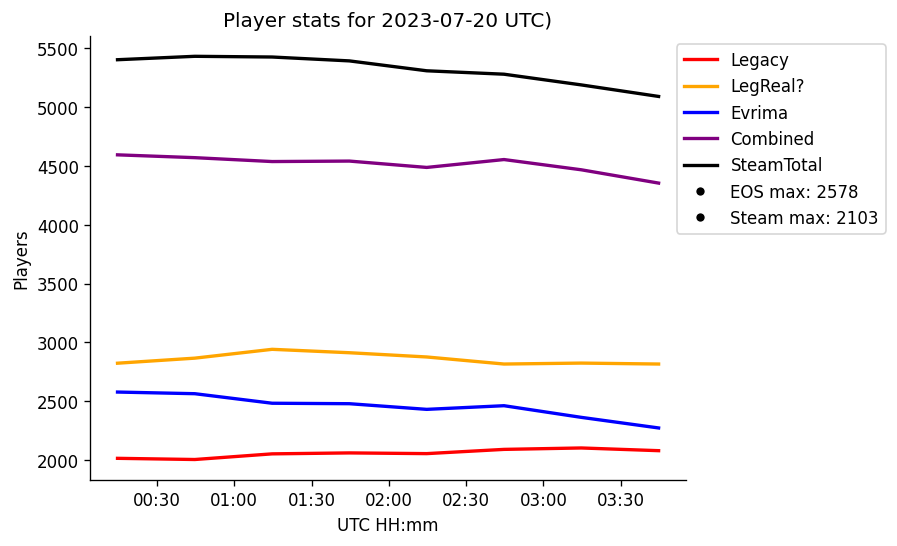 Player stats for 2023-07-20 UTC)
5500
5000
4500
4000
3500
3000
2500
2000
Players
00:30 01:00 01:30 02:00 02:30 03:00 03:30
UTC HH:mm
Legacy
LegReal?
Evrima
Combined
SteamTotal
EOS max: 2578
Steam max: 2103